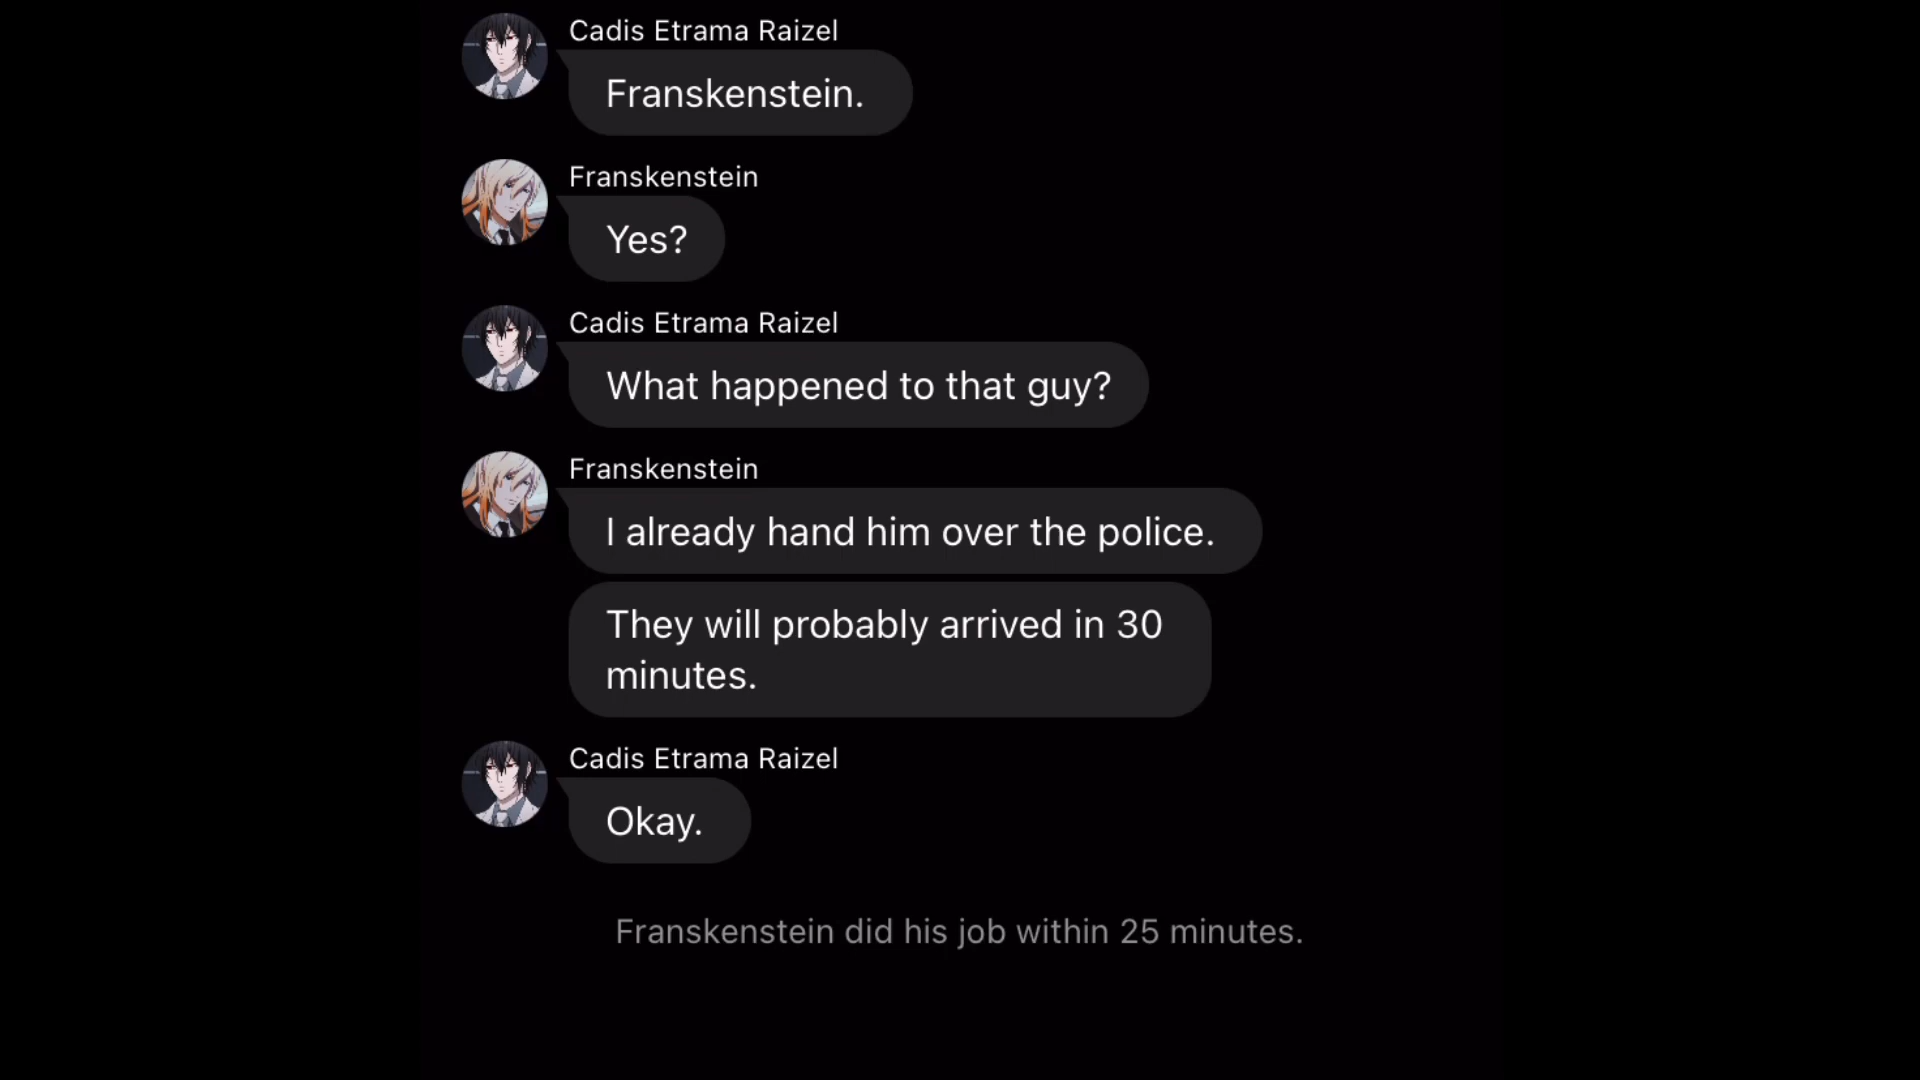 Cadis Etrama Raizel
Franskenstein.
Franskenstein
Yes?
Cadis Etrama Raizel
What happened to that guy?
Franskenstein
I already hand him over the police.
They will probably arrived in 30
minutes.
Cadis Etrama Raizel
Okay.
Franskenstein did his job within 25 minutes.